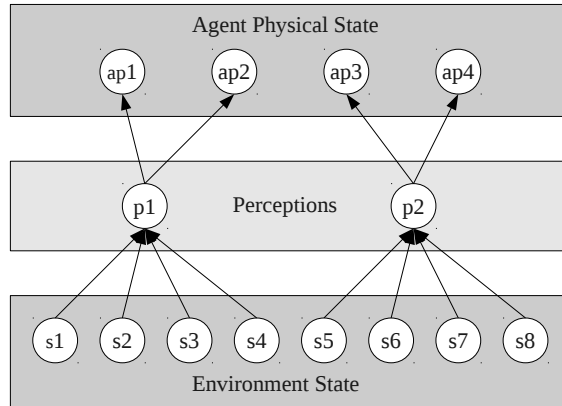 Agent Physical State
ap1 ap2 ap3 ap4
p1 Perceptions p2
s1 s2 s3 s4 s5 s6 s7 s8
Environment State